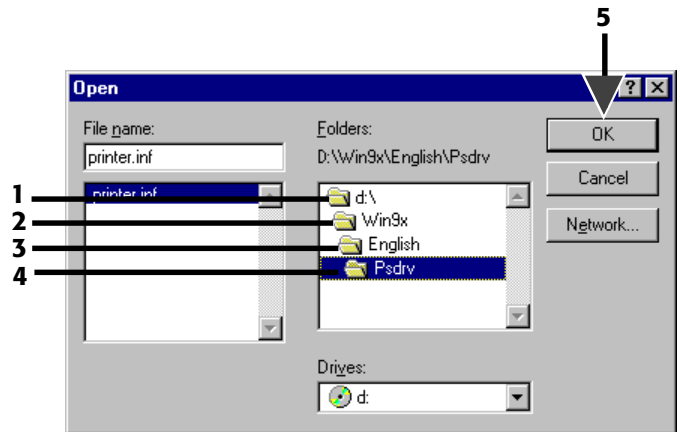 5
Open
File name:
printer.inf
printer.inf
Folders:
D:\Win9x\English\Psdrv
1 d:\
2 Win9x
3 English
4 Psdrv
Drives:
d:
OK
Cancel
Network...